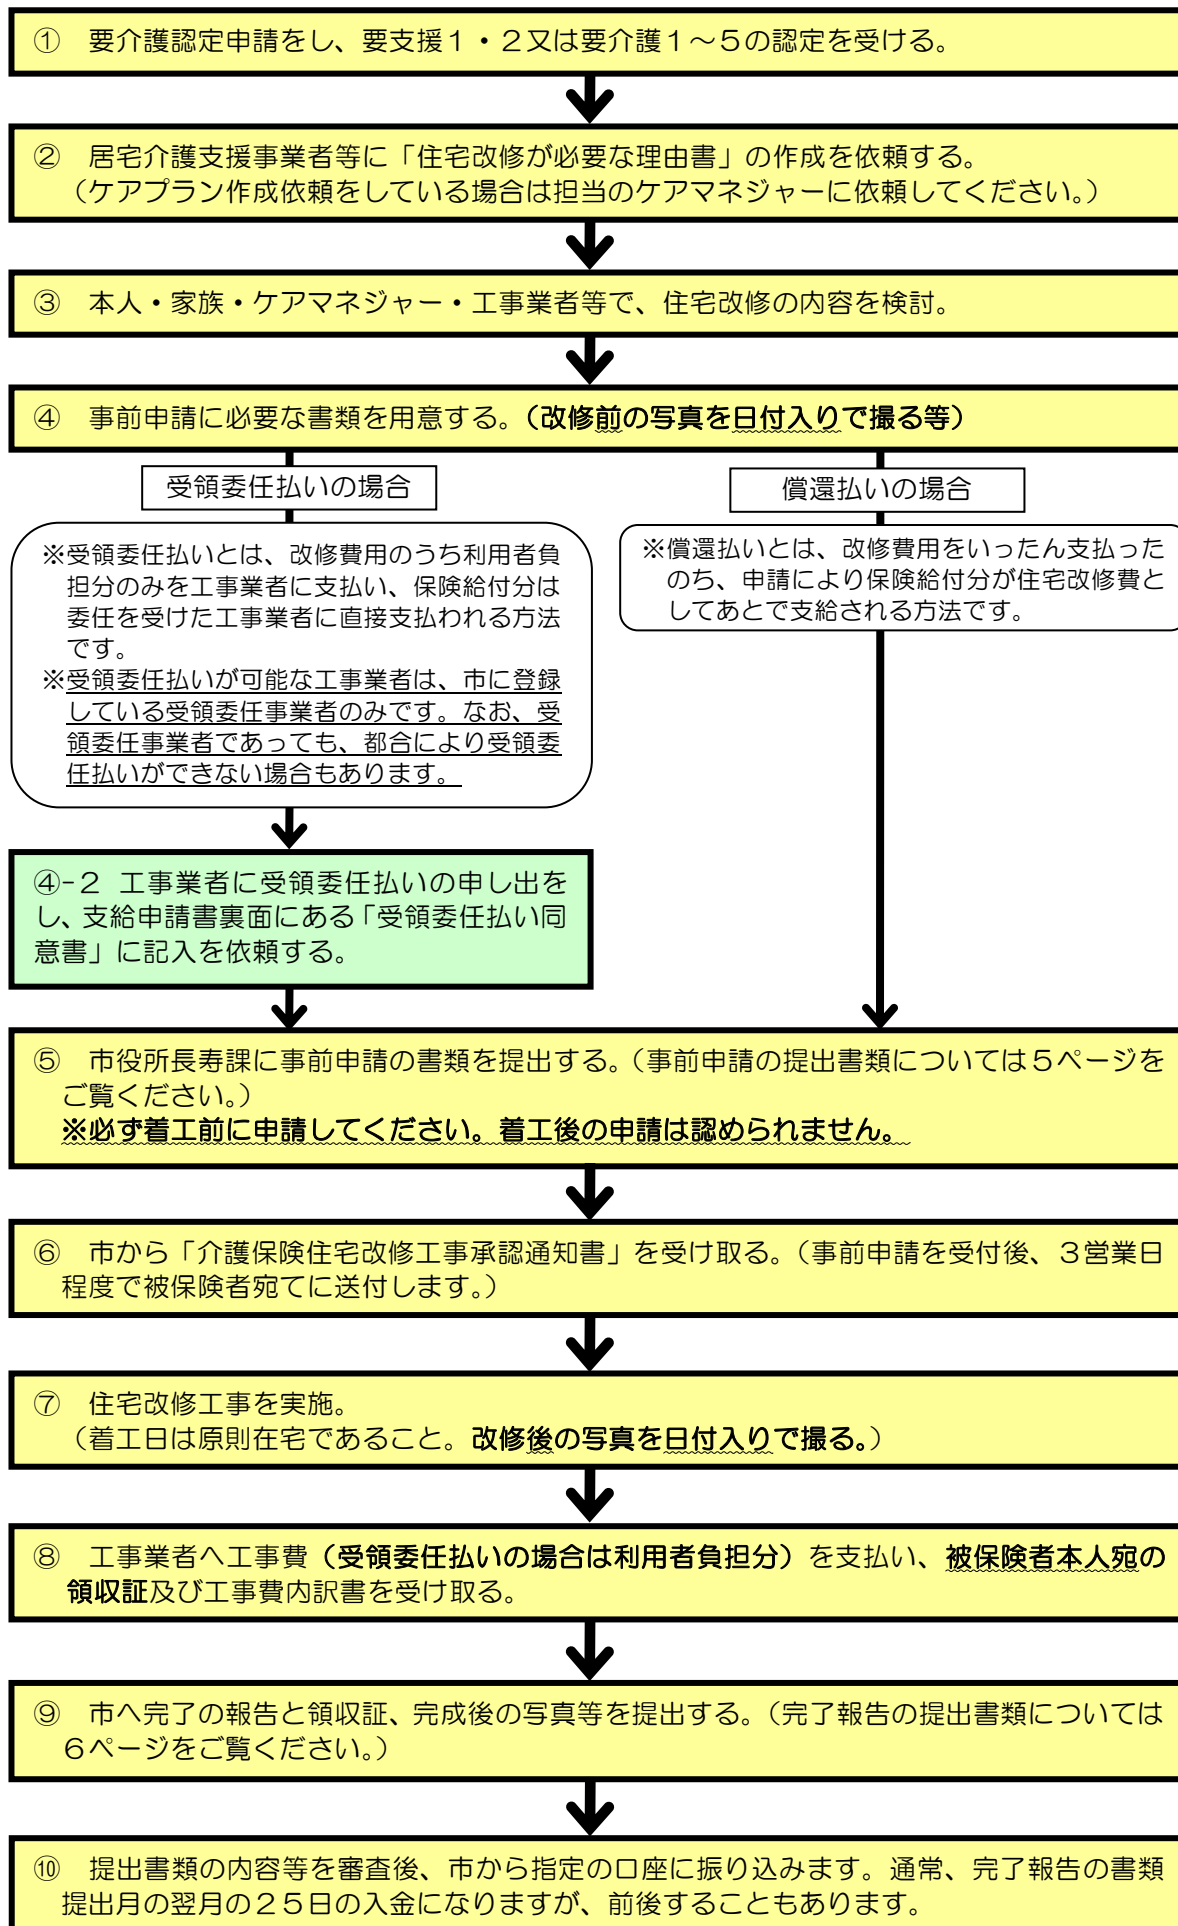 ① 要介護認定申請をし、要支援１・２又は要介護１～５の認定を受ける。
② 居宅介護支援事業者等に「住宅改修が必要な理由書」の作成を依頼する。
（ケアプラン作成依頼をしている場合は担当のケアマネジャーに依頼してください。）
③ 本人・家族・ケアマネジャー・工事業者等で、住宅改修の内容を検討。
④ 事前申請に必要な書類を用意する。（改修前の写真を日付入りで撮る等）
受領委任払いの場合
※受領委任払いとは、改修費用のうち利用者負
担分のみを工事業者に支払い、保険給付分は
委任を受けた工事業者に直接支払われる方法
です。
※受領委任払いが可能な工事業者は、市に登録
している受領委任事業者のみです。なお、受
領委任事業者であっても、都合により受領委
任払いができない場合もあります。
④-２ 工事業者に受領委任払いの申し出を
し、支給申請書裏面にある「受領委任払い同
意書」に記入を依頼する。
償還払いの場合
※償還払いとは、改修費用をいったん支払った
のち、申請により保険給付分が住宅改修費と
してあとで支給される方法です。
⑤ 市役所長寿課に事前申請の書類を提出する。（事前申請の提出書類については５ページを
ご覧ください。）
※必ず着工前に申請してください。着工後の申請は認められません。
⑥ 市から「介護保険住宅改修工事承認通知書」を受け取る。（事前申請を受付後、３営業日
程度で被保険者宛てに送付します。）
⑦ 住宅改修工事を実施。
（着工日は原則在宅であること。改修後の写真を日付入りで撮る。）
⑧ 工事業者へ工事費（受領委任払いの場合は利用者負担分）を支払い、被保険者本人宛の
領収証及び工事費内訳書を受け取る。
⑨ 市へ完了の報告と領収証、完成後の写真等を提出する。（完了報告の提出書類については
６ページをご覧ください。）
⑩ 提出書類の内容等を審査後、市から指定の口座に振り込みます。通常、完了報告の書類
提出月の翌月の２５日の入金になりますが、前後することもあります。